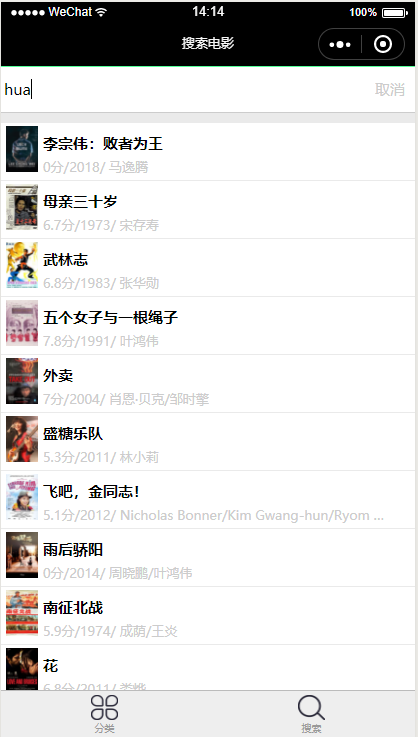 ●●●●● WeChat 14:14 100%
搜索电影
hua 取消
李宗伟：败者为王
0分/2018/ 马逸腾
母亲三十岁
6.7分/1973/ 宋存寿
武林志
6.8分/1983/ 张华勋
五个女子与一根绳子
7.8分/1991/ 叶鸿伟
外卖
7分/2004/ 肖恩·贝克/邹时擎
盛糖乐队
5.3分/2011/ 林小莉
飞吧，金同志！
5.1分/2012/ Nicholas Bonner/Kim Gwang-hun/Ryom ...
雨后骄阳
0分/2014/ 周晓鹏/叶鸿伟
南征北战
5.9分/1974/ 成荫/王炎
花
6.8分/2011/ 娄烨
分类 搜索